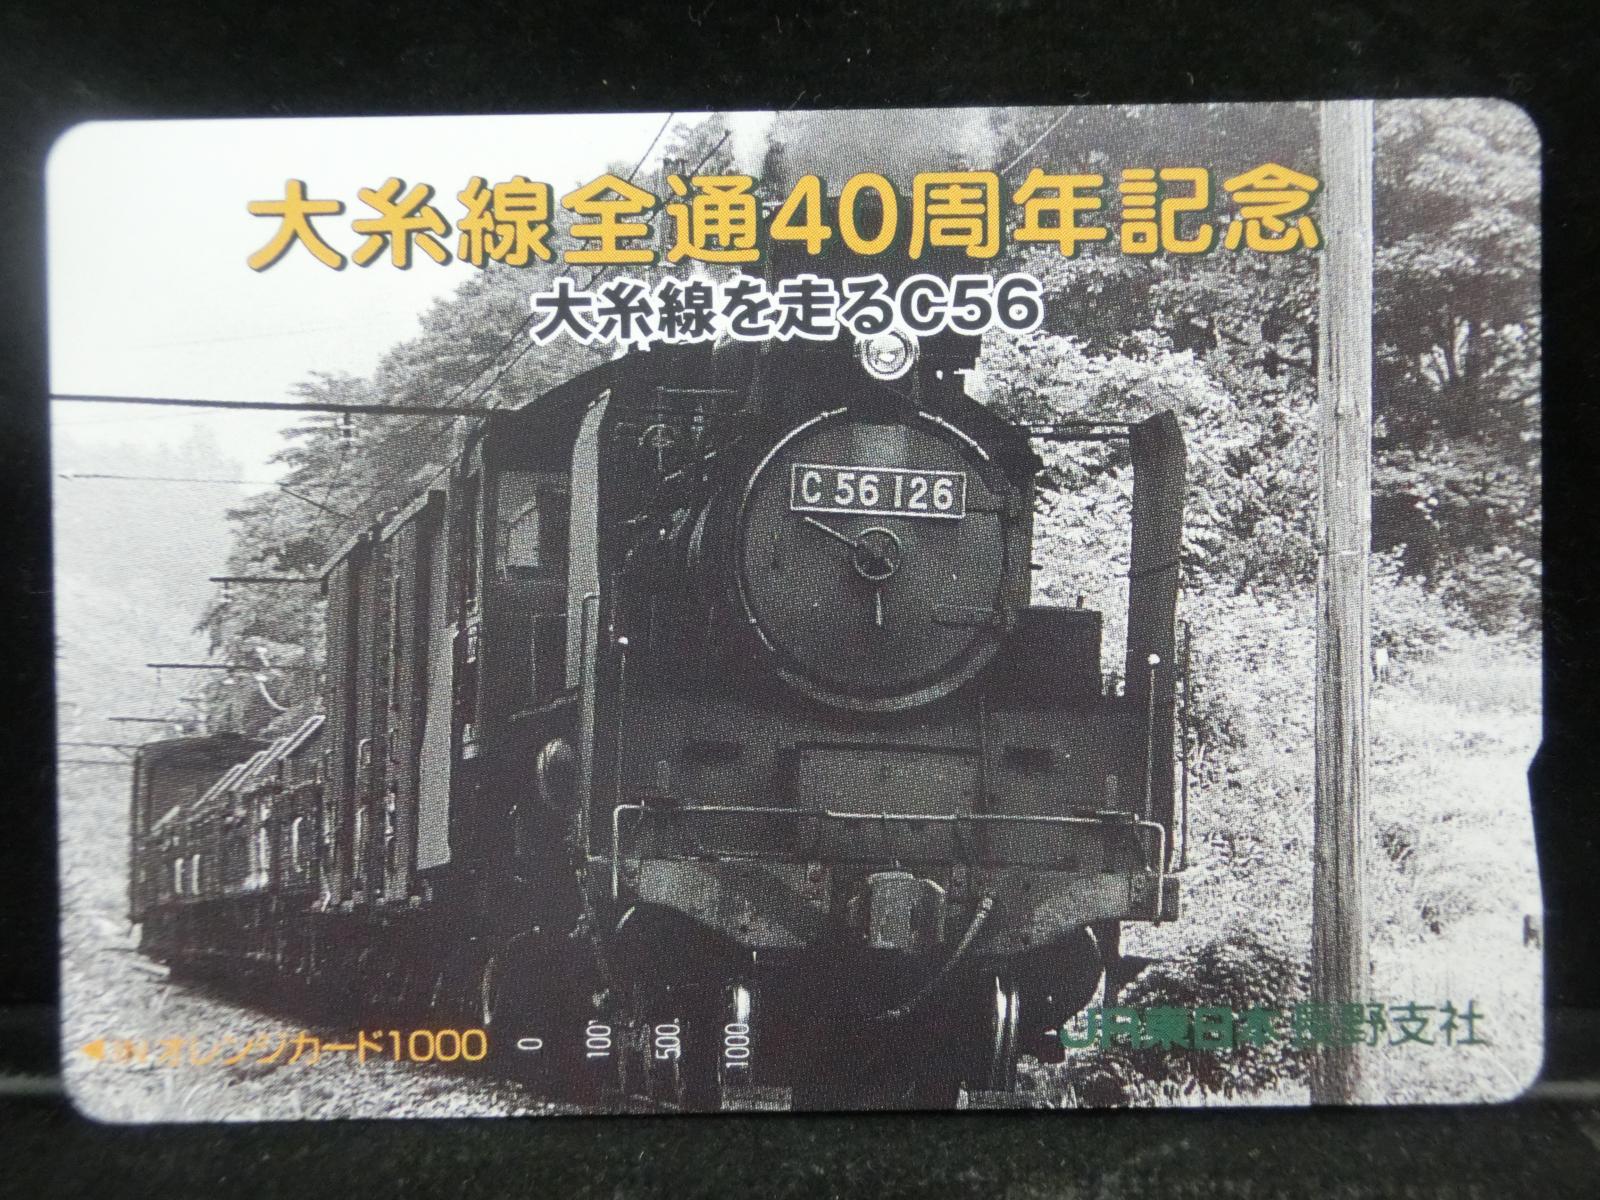 大糸線全通40周年記念
大糸線を走るC56
C56126
オレンジカード1000
0 100 500 1000
JR東日本 長野支社